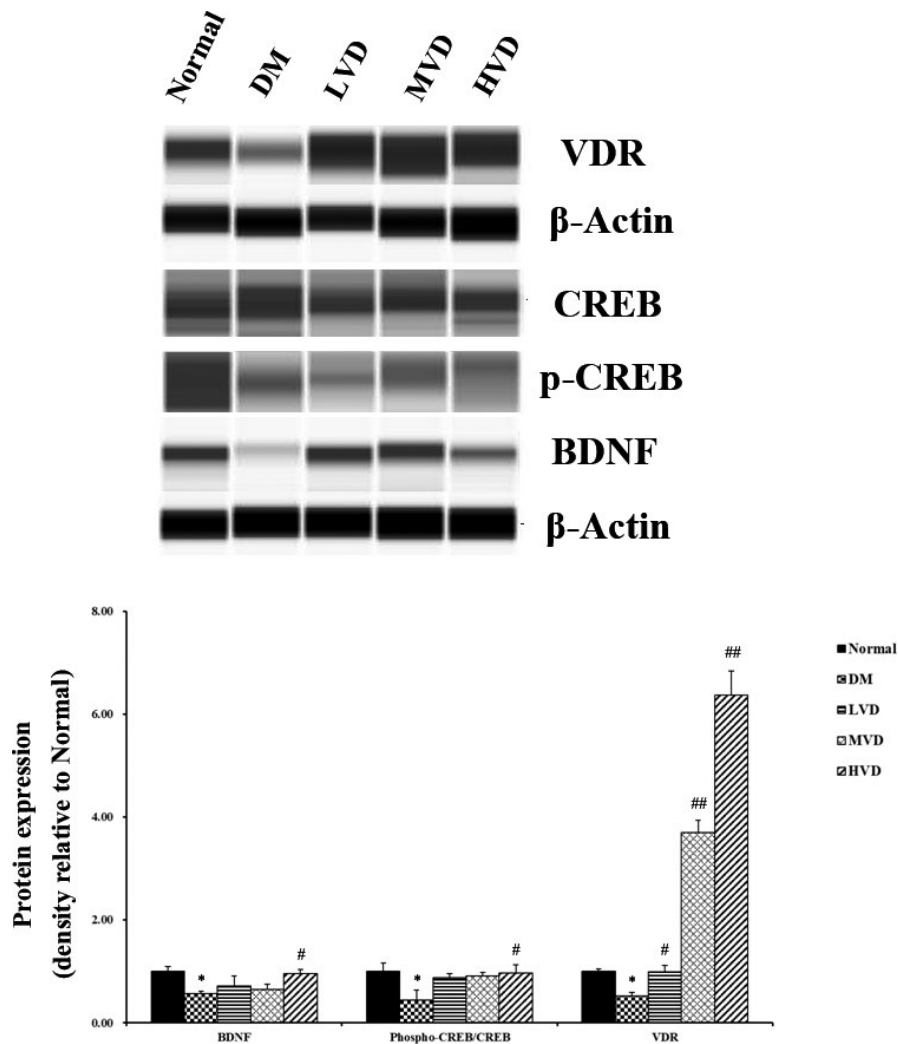 Normal DM LVD MVD HVD
VDR
β-Actin
CREB
p-CREB
BDNF
β-Actin
Protein expression
(density relative to Normal)
8.00
6.00
4.00
2.00
0.00
* # * # * # ## ##
BDNF Phospho-CREB/CREB VDR
Normal
DM
LVD
MVD
HVD